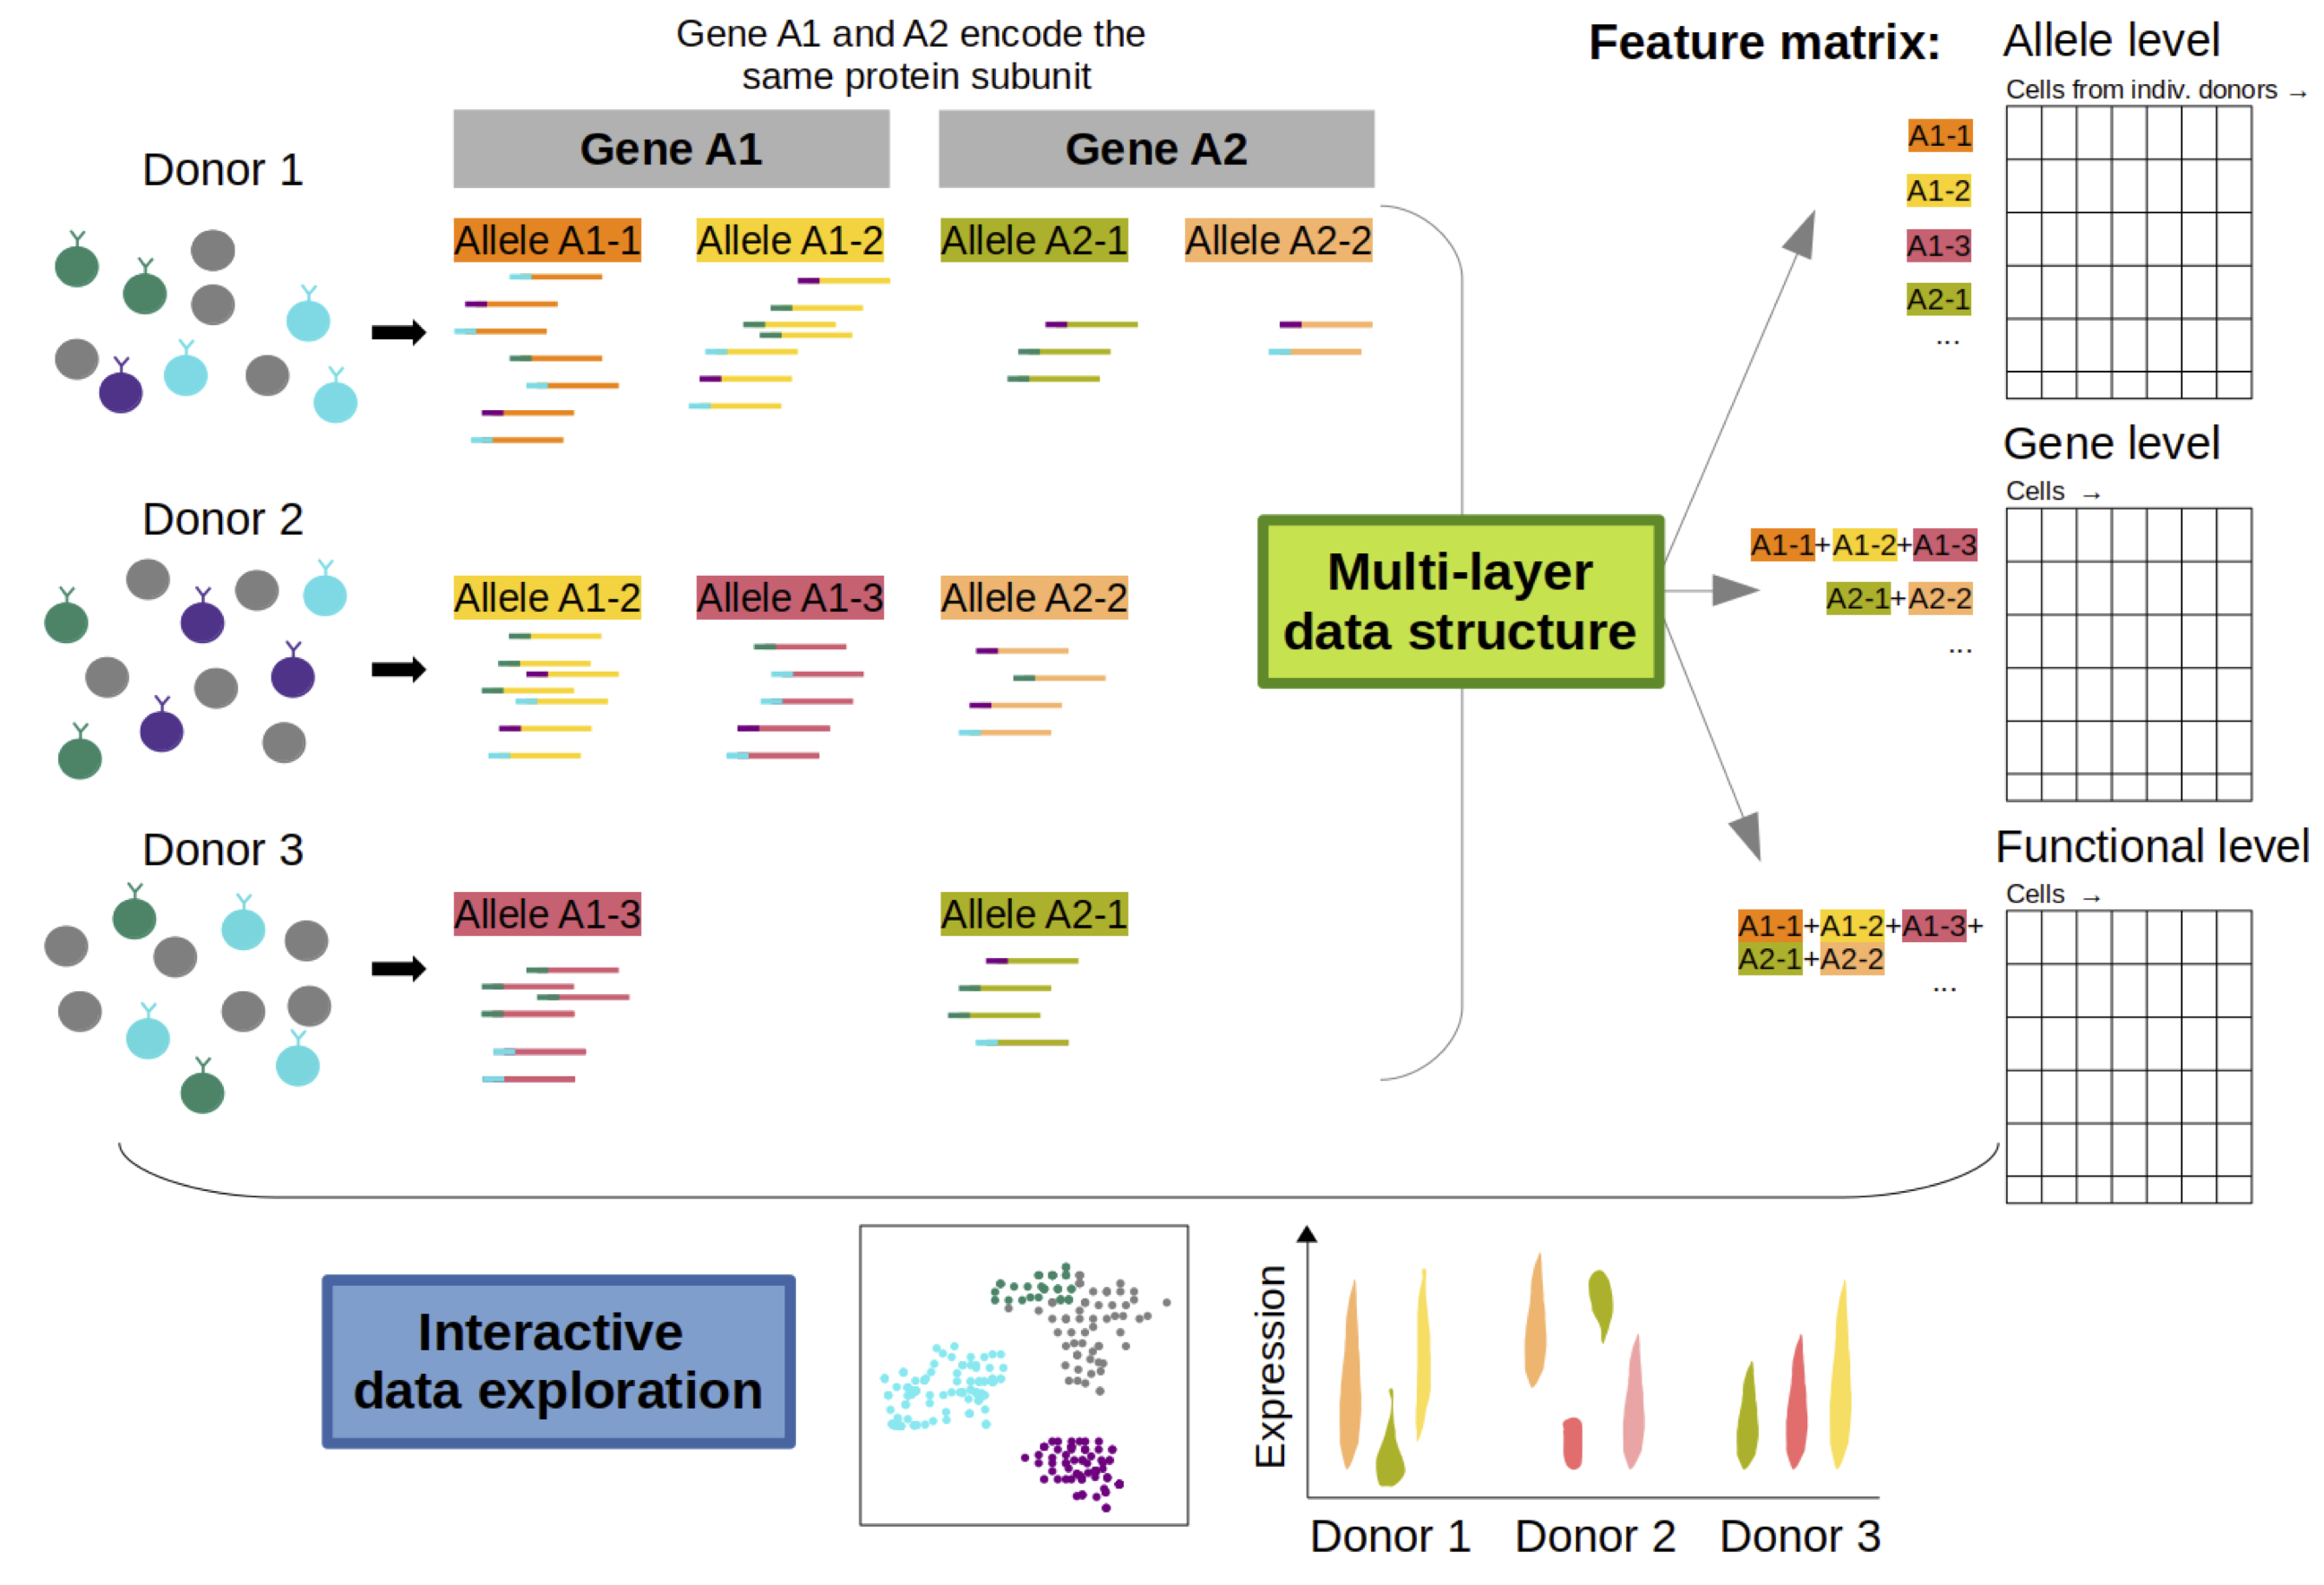 Gene A1 and A2 encode the
same protein subunit
Feature matrix:
Allele level
Cells from indiv. donors →
Gene A1
Gene A2
Donor 1
Allele A1-1
Allele A1-2
Allele A2-1
Allele A2-2
A1-1
A1-2
A1-3
A2-1
...
Gene level
Cells →
Donor 2
Allele A1-2
Allele A1-3
Allele A2-2
Multi-layer
data structure
A1-1+A1-2+A1-3
A2-1+A2-2
...
Functional level
Cells →
Donor 3
Allele A1-3
Allele A2-1
A1-1+A1-2+A1-3+
A2-1+A2-2
...
Interactive
data exploration
Expression
Donor 1
Donor 2
Donor 3